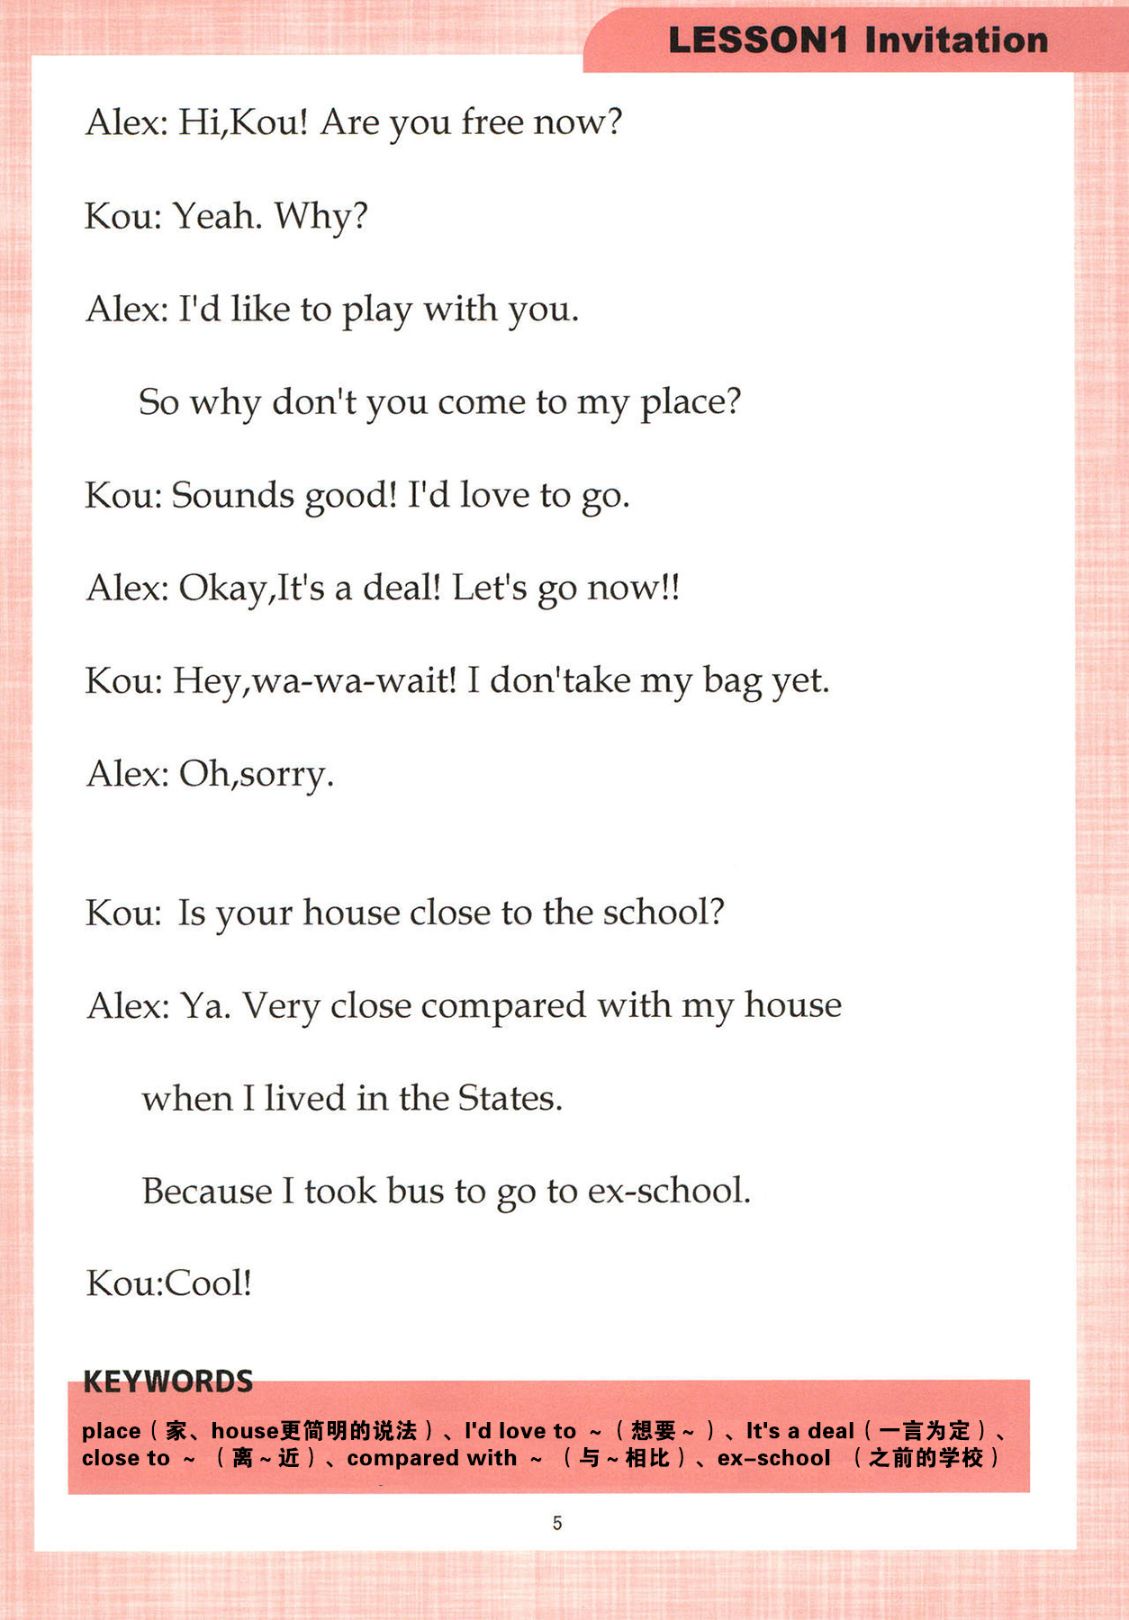 LESSON1 Invitation
Alex: Hi,Kou! Are you free now?
Kou: Yeah. Why?
Alex: I'd like to play with you.
So why don't you come to my place?
Kou: Sounds good! I'd love to go.
Alex: Okay,It's a deal! Let's go now!!
Kou: Hey,wa-wa-wait! I don'take my bag yet.
Alex: Oh,sorry.
Kou: Is your house close to the school?
Alex: Ya. Very close compared with my house
when I lived in the States.
Because I took bus to go to ex-school.
Kou:Cool!
KEYWORDS
place（家、house更简明的说法）、I'd love to ~（想要~）、It's a deal（一言为定）、
close to ~ （离~近）、compared with ~ （与~相比）、ex-school （之前的学校）
5